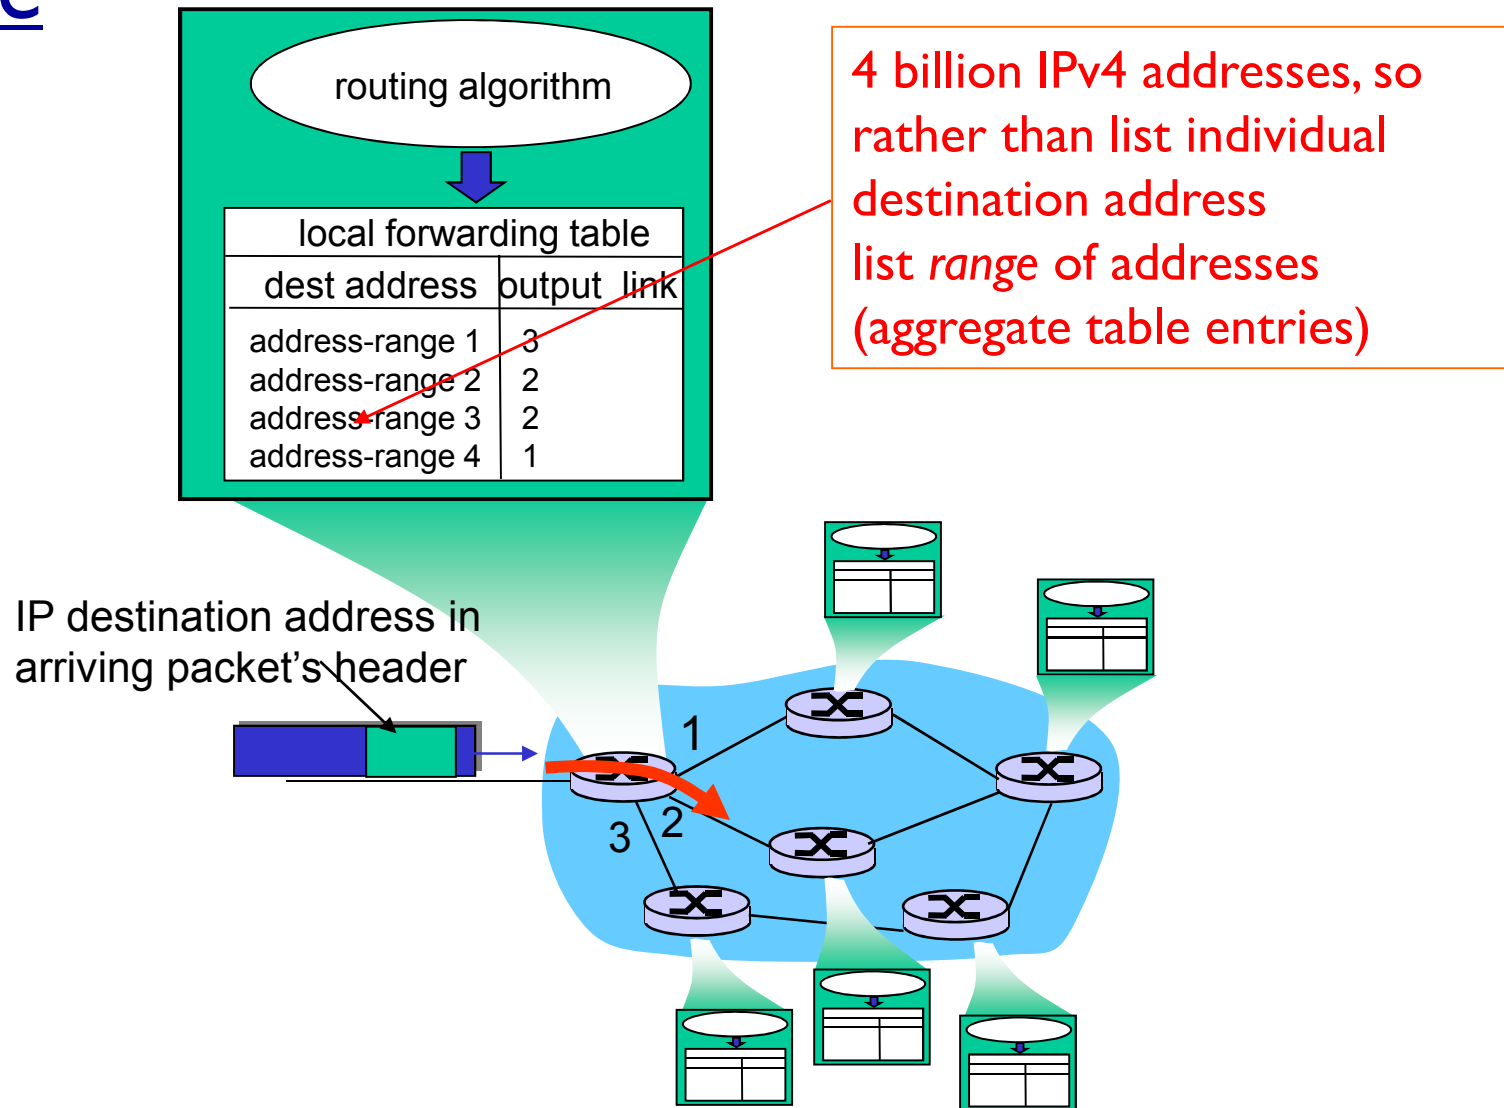 routing algorithm
local forwarding table
dest address output link
address-range 1 3
address-range 2 2
address-range 3 2
address-range 4 1
4 billion IPv4 addresses, so
rather than list individual
destination address
list range of addresses
(aggregate table entries)
IP destination address in
arriving packet's header
1
2
3